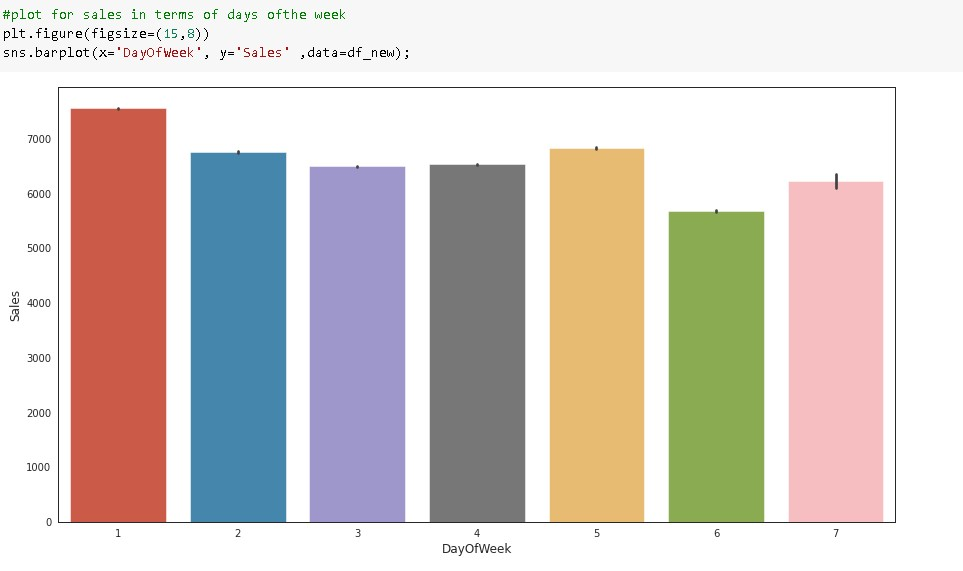 #plot for sales in terms of days ofthe week
plt.figure(figsize=(15,8))
sns.barplot(x='DayOfWeek', y='Sales' ,data=df_new);
7000
6000
5000
4000
3000
2000
1000
0
Sales
1 2 3 4 5 6 7
DayOfWeek